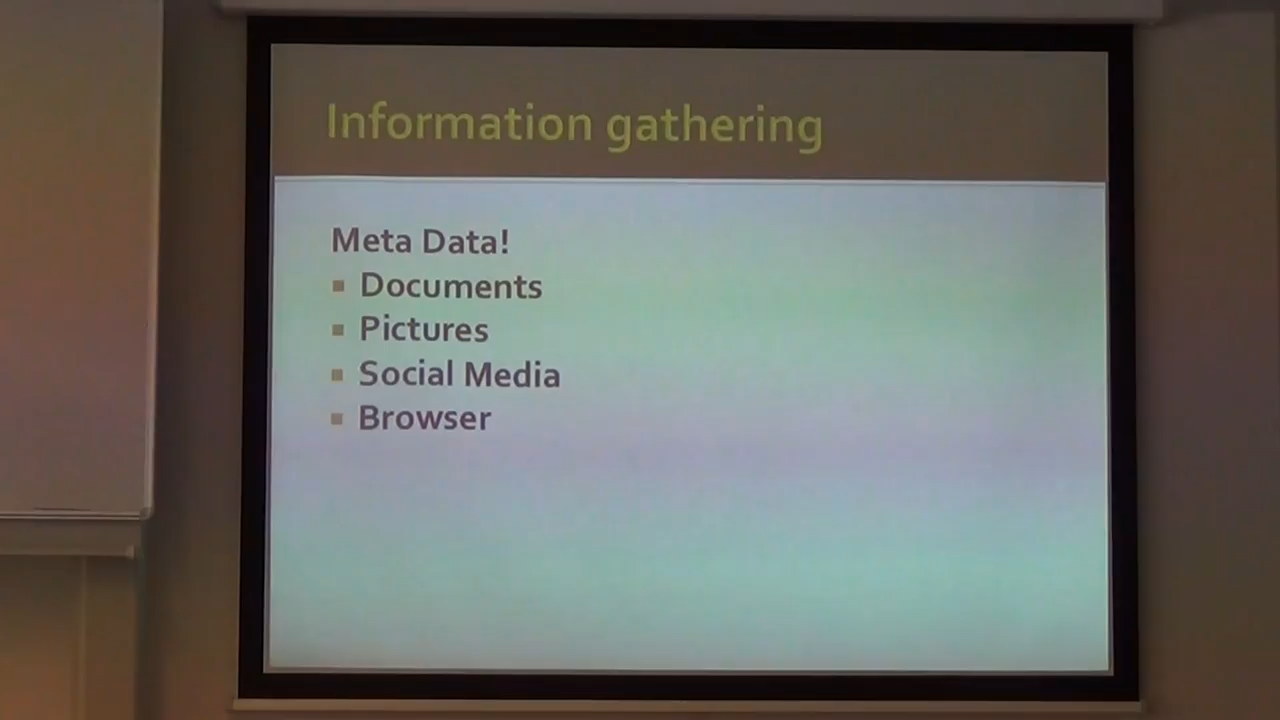 Information gathering
Meta Data!
Documents
Pictures
Social Media
Browser